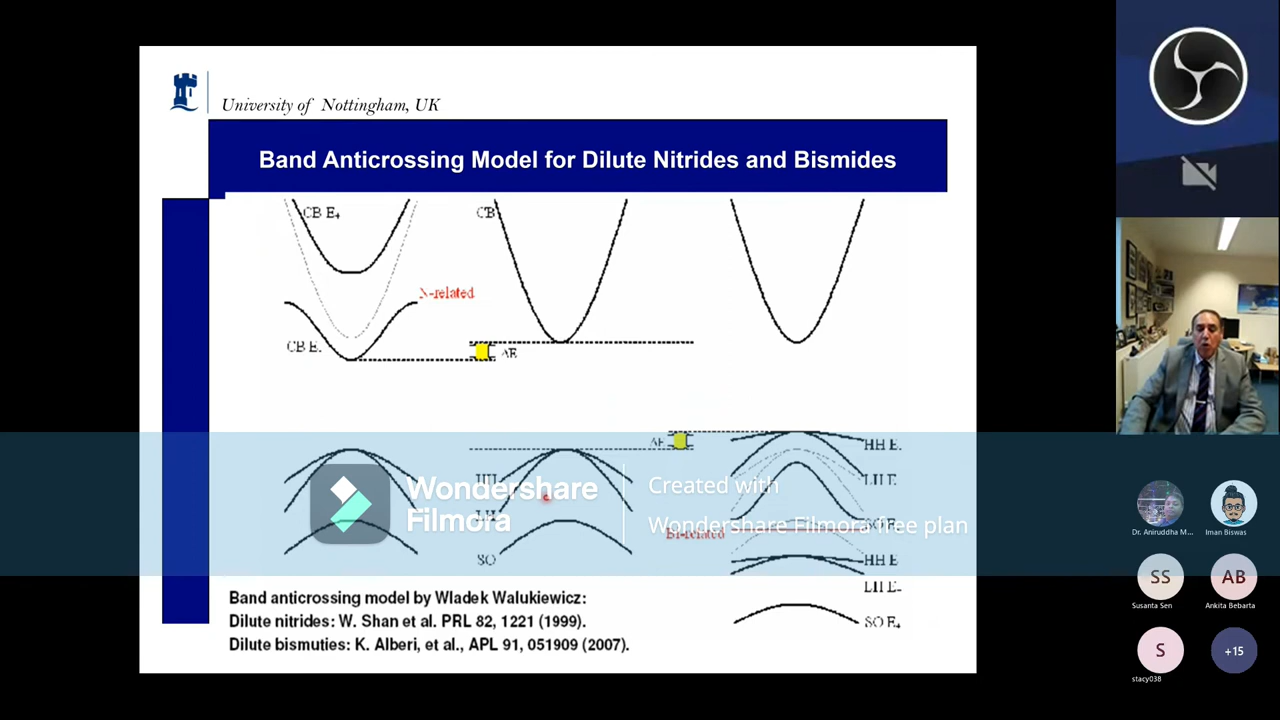 University of Nottingham, UK
Band Anticrossing Model for Dilute Nitrides and Bismides
CB E+
CB
N-related
CB E-
ΔE
ΔE
HH E-
LH E-
Wondershare
Filmora
Created with
Wondershare Filmora free plan
Bi-related
SO
HH E-
LH E-
SO E+
Band anticrossing model by Wladek Walukiewicz:
Dilute nitrides: W. Shan et al. PRL 82, 1221 (1999).
Dilute bismuties: K. Alberi, et al., APL 91, 051909 (2007).
Dr. Aniruddha M...
Iman Biswas
SS
AB
Susanta Sen
Ankita Bebarta
S
+15
stacy038